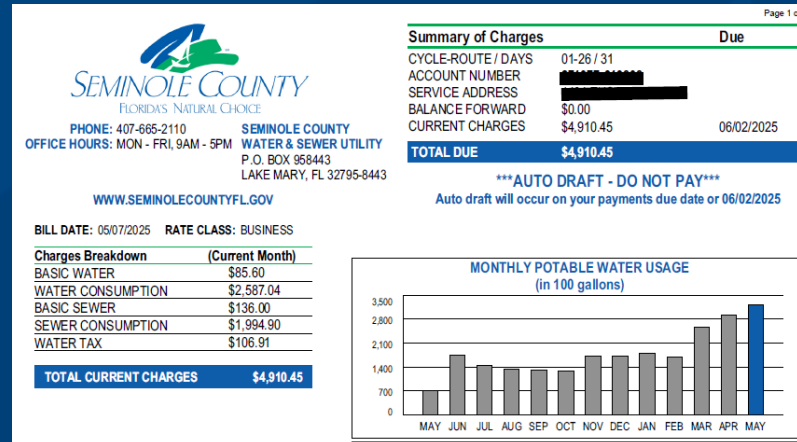 Page 1
SEMINOLE COUNTY
FLORIDA'S NATURAL CHOICE
PHONE: 407-665-2110
OFFICE HOURS: MON - FRI, 9AM - 5PM
SEMINOLE COUNTY
WATER & SEWER UTILITY
P.O. BOX 958443
LAKE MARY, FL 32795-8443
WWW.SEMINOLECOUNTYFL.GOV
Summary of Charges Due
CYCLE-ROUTE / DAYS 01-26 / 31
ACCOUNT NUMBER
SERVICE ADDRESS
BALANCE FORWARD $0.00
CURRENT CHARGES $4,910.45 06/02/2025
TOTAL DUE $4,910.45
***AUTO DRAFT - DO NOT PAY***
Auto draft will occur on your payments due date or 06/02/2025
BILL DATE: 05/07/2025 RATE CLASS: BUSINESS
Charges Breakdown (Current Month)
BASIC WATER $85.60
WATER CONSUMPTION $2,587.04
BASIC SEWER $136.00
SEWER CONSUMPTION $1,994.90
WATER TAX $106.91
TOTAL CURRENT CHARGES $4,910.45
MONTHLY POTABLE WATER USAGE
(in 100 gallons)
3,500
2,800
2,100
1,400
700
0
MAY JUN JUL AUG SEP OCT NOV DEC JAN FEB MAR APR MAY